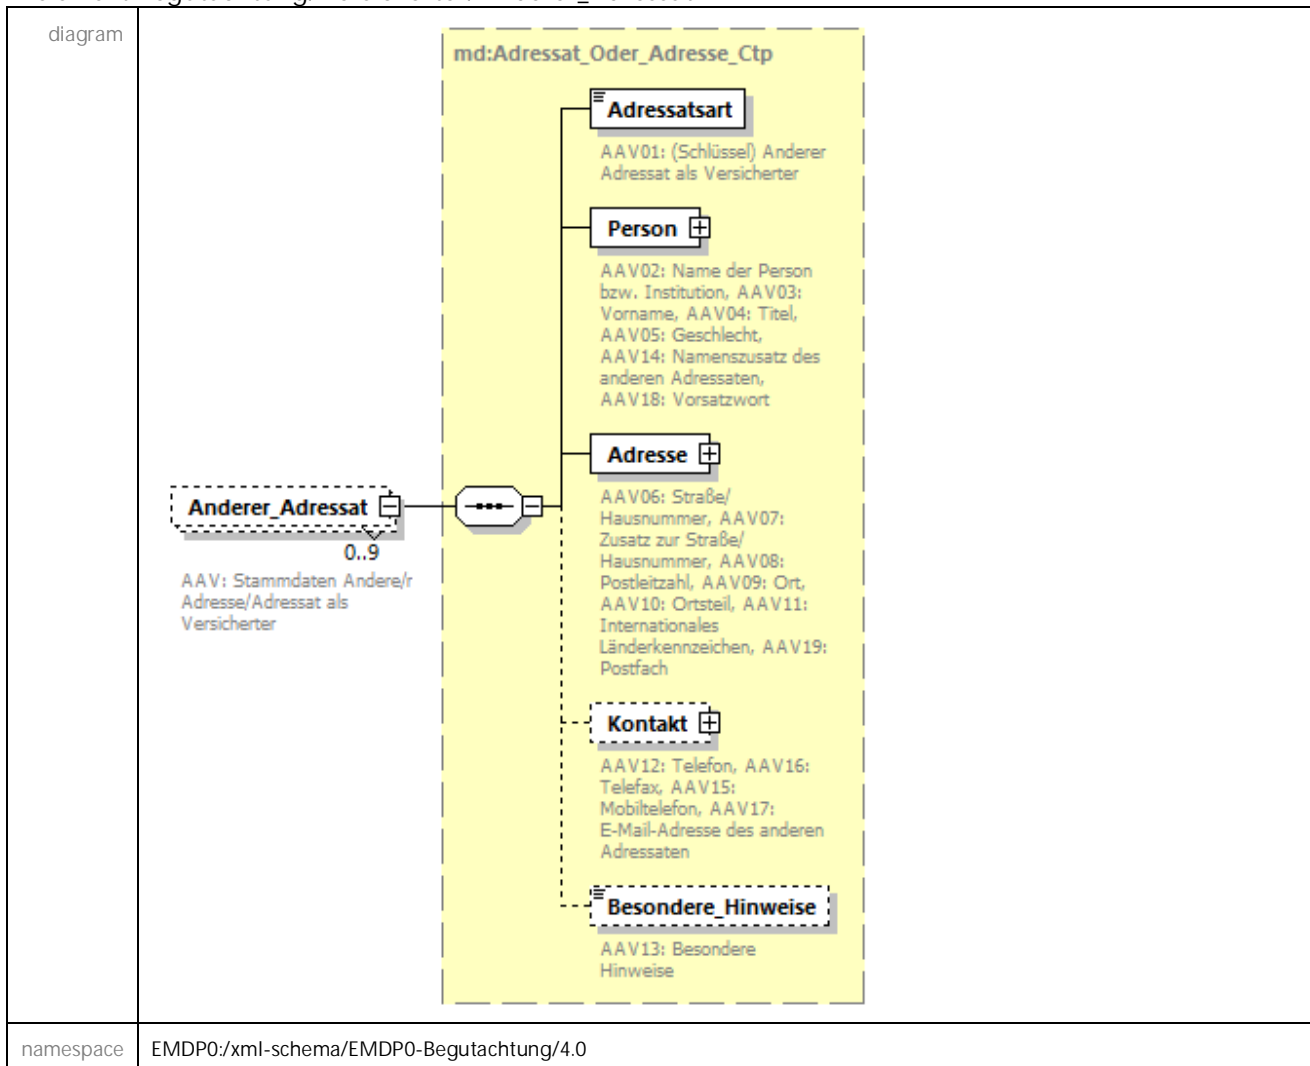 diagram
md:Adressat_Oder_Adresse_Ctp
Adressatsart
AAV01: (Schlüssel) Anderer
Adressat als Versicherter
Person
AAV02: Name der Person
bzw. Institution, AAV03:
Vorname, AAV04: Titel,
AAV05: Geschlecht,
AAV14: Namenszusatz des
anderen Adressaten,
AAV18: Vorsatzwort
Adresse
AAV06: Straße/
Hausnummer, AAV07:
Zusatz zur Straße/
Hausnummer, AAV08:
Postleitzahl, AAV09: Ort,
AAV10: Ortsteil, AAV11:
Internationales
Länderkennzeichen, AAV19:
Postfach
Anderer_Adressat
0..9
AAV: Stammdaten Andere/r
Adresse/Adressat als
Versicherter
Kontakt
AAV12: Telefon, AAV16:
Telefax, AAV15:
Mobiltelefon, AAV17:
E-Mail-Adresse des anderen
Adressaten
Besondere_Hinweise
AAV13: Besondere
Hinweise
namespace
EMDP0:/xml-schema/EMDP0-Begutachtung/4.0